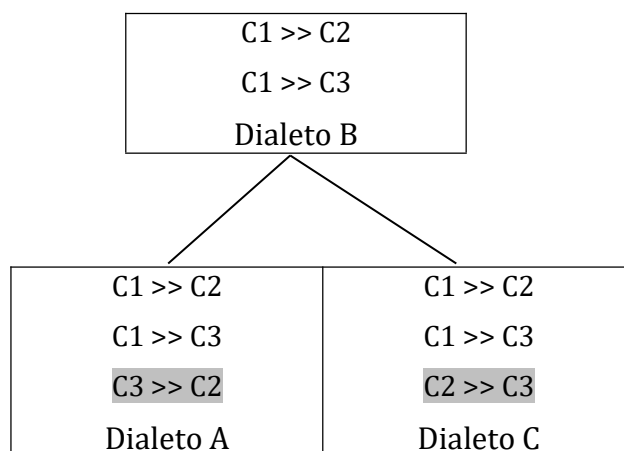 C1 >> C2
C1 >> C3
Dialeto B
C1 >> C2
C1 >> C3
C3 >> C2
Dialeto A
C1 >> C2
C1 >> C3
C2 >> C3
Dialeto C